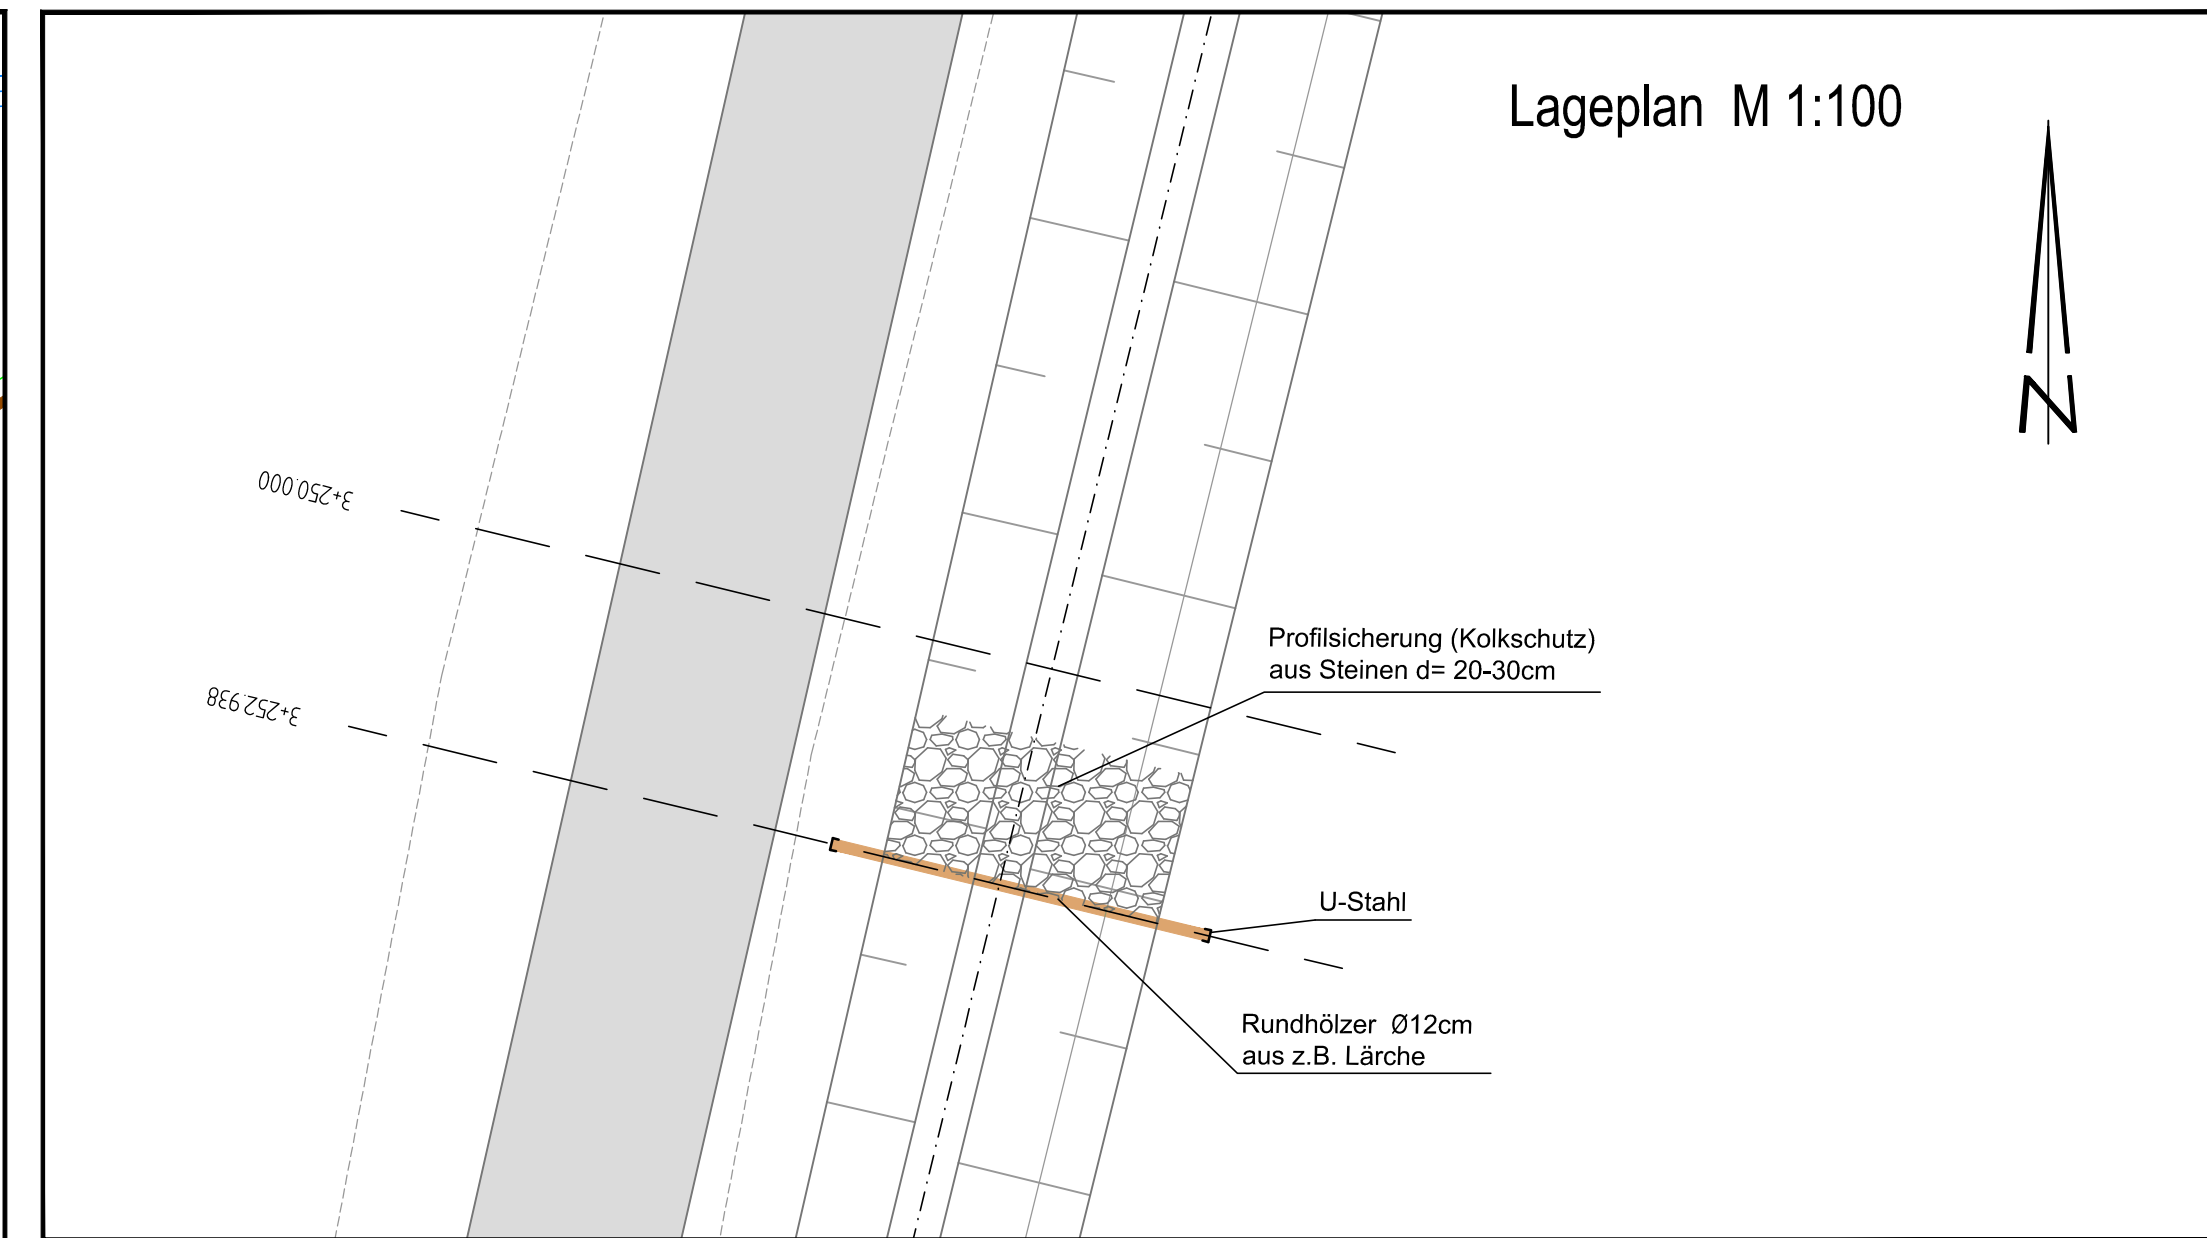 Lageplan M 1:100
N
3+250.000
Profilsicherung (Kolkschutz)
aus Steinen d= 20-30cm
3+252.938
U-Stahl
Rundhölzer Ø12cm
aus z.B. Lärche